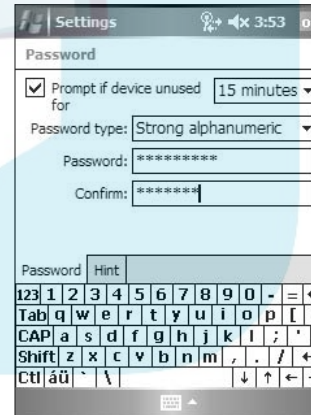 Settings 3:53
Password
Prompt if device unused for 15 minutes
Password type: Strong alphanumeric
Password: *********
Confirm: *******
Password Hint
123 1 2 3 4 5 6 7 8 9 0 - =
Tab q w e r t y u i o p [
CAP a s d f g h j k l ; '
Shift z x c v b n m , . /
Ctl áü ` \